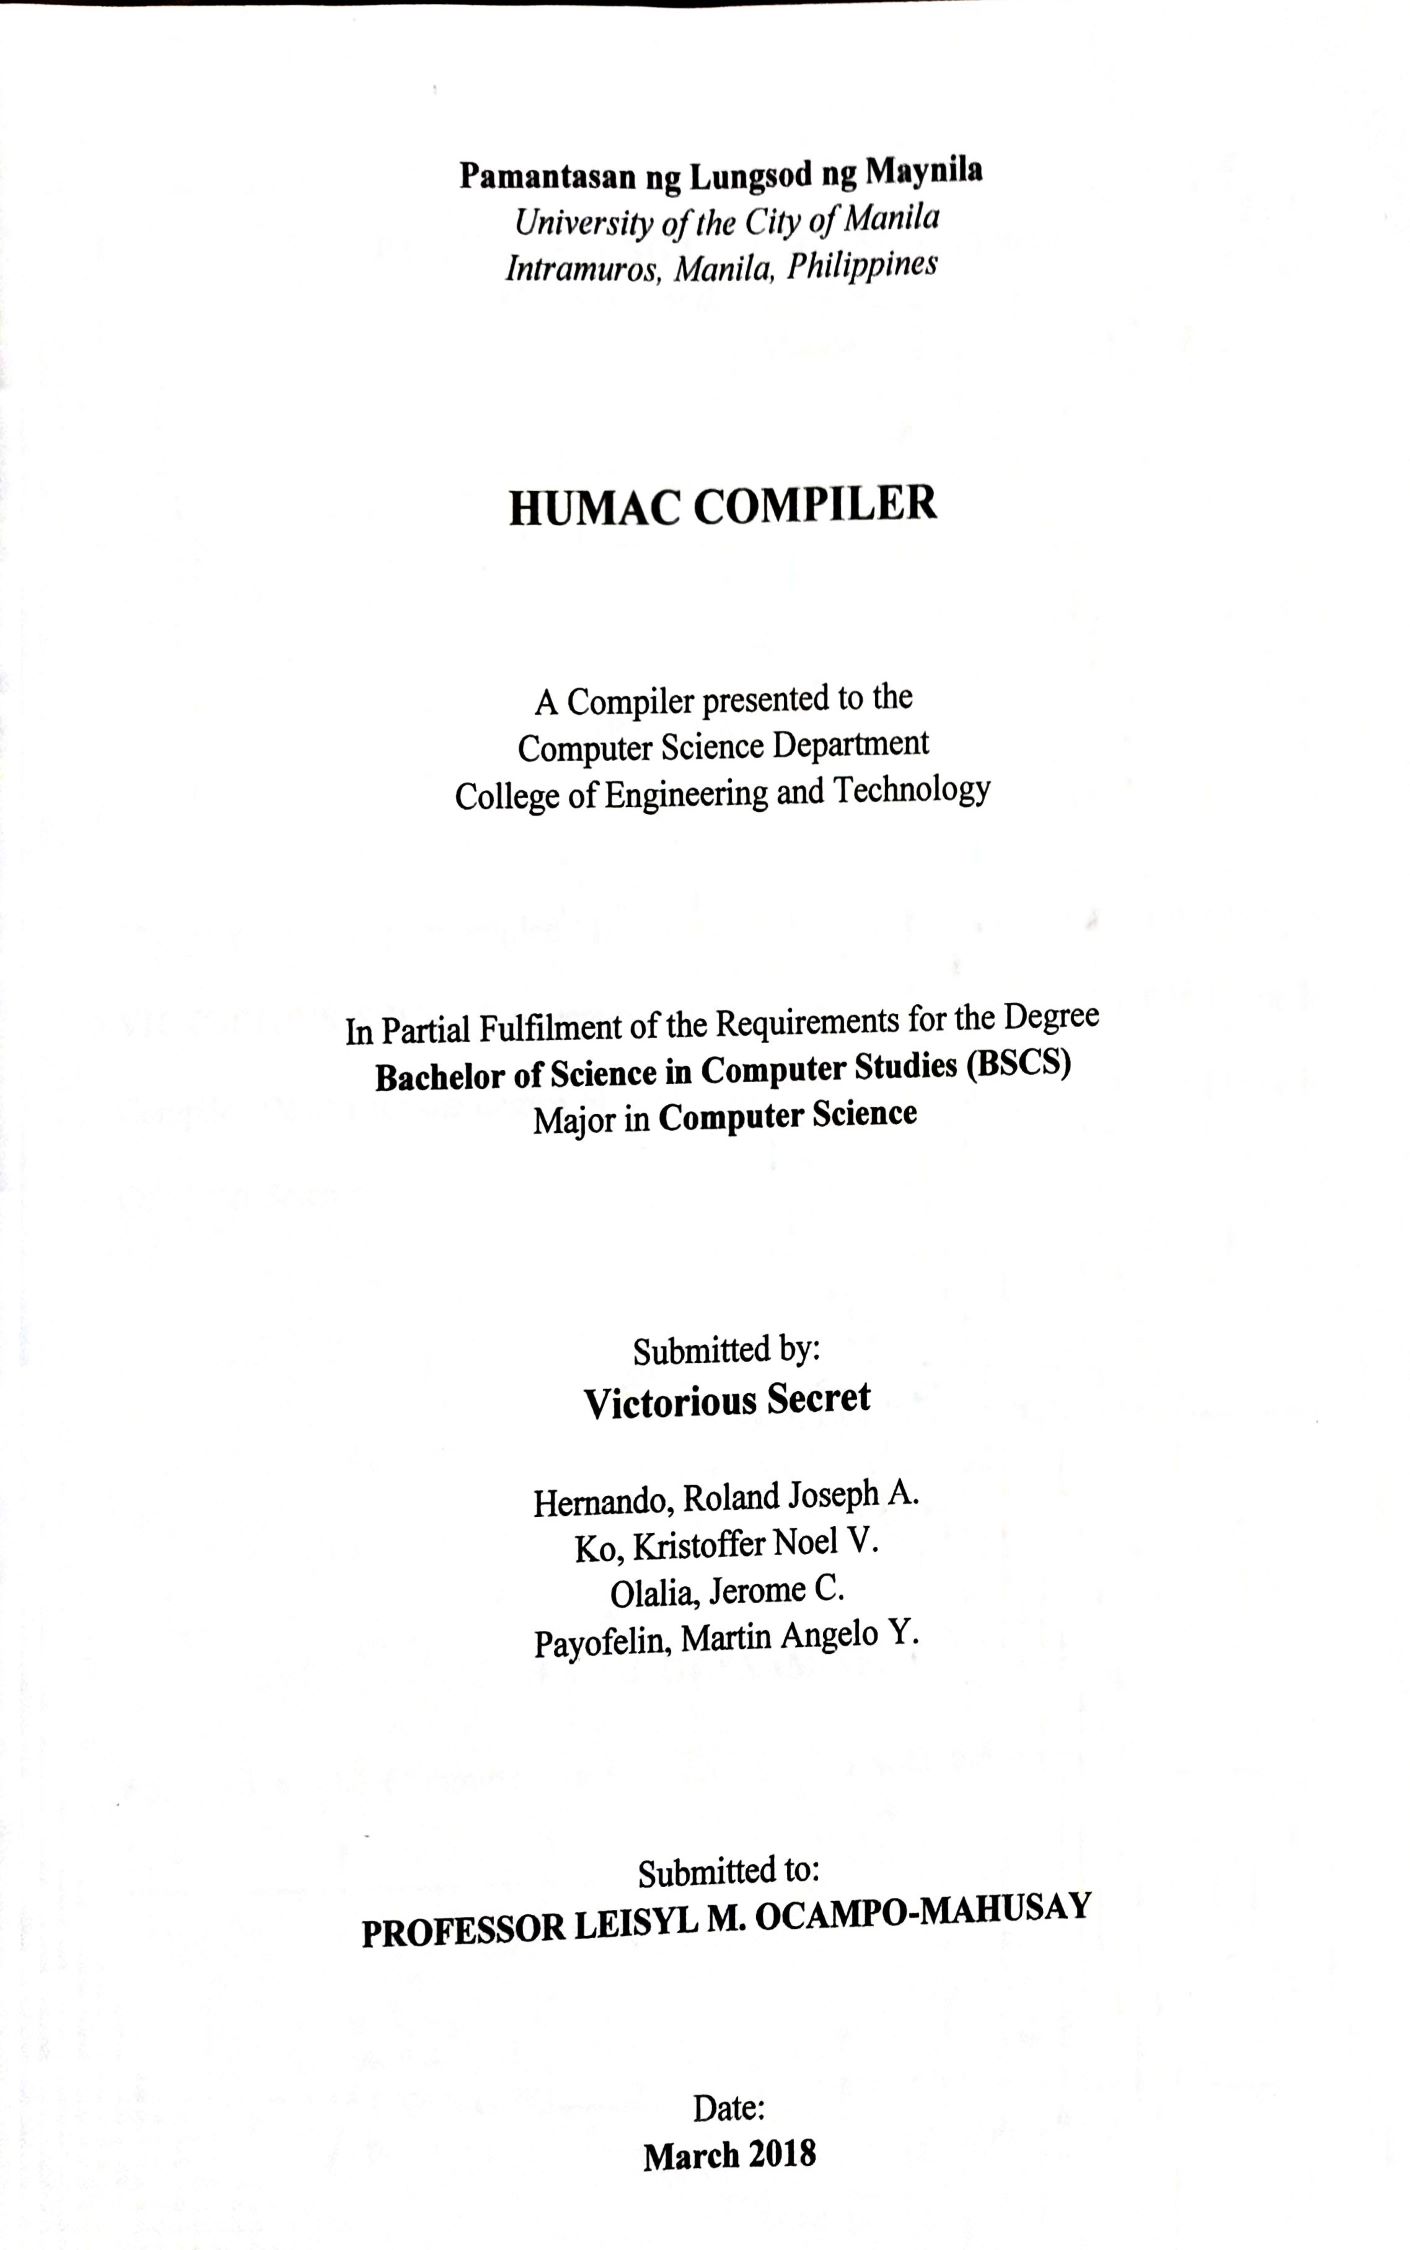 Pamantasan ng Lungsod ng Maynila
University of the City of Manila
Intramuros, Manila, Philippines
HUMAC COMPILER
A Compiler presented to the
Computer Science Department
College of Engineering and Technology
In Partial Fulfilment of the Requirements for the Degree
Bachelor of Science in Computer Studies (BSCS)
Major in Computer Science
Submitted by:
Victorious Secret
Hernando, Roland Joseph A.
Ko, Kristoffer Noel V.
Olalia, Jerome C.
Payofelin, Martin Angelo Y.
Submitted to:
PROFESSOR LEISYL M. OCAMPO-MAHUSAY
Date:
March 2018